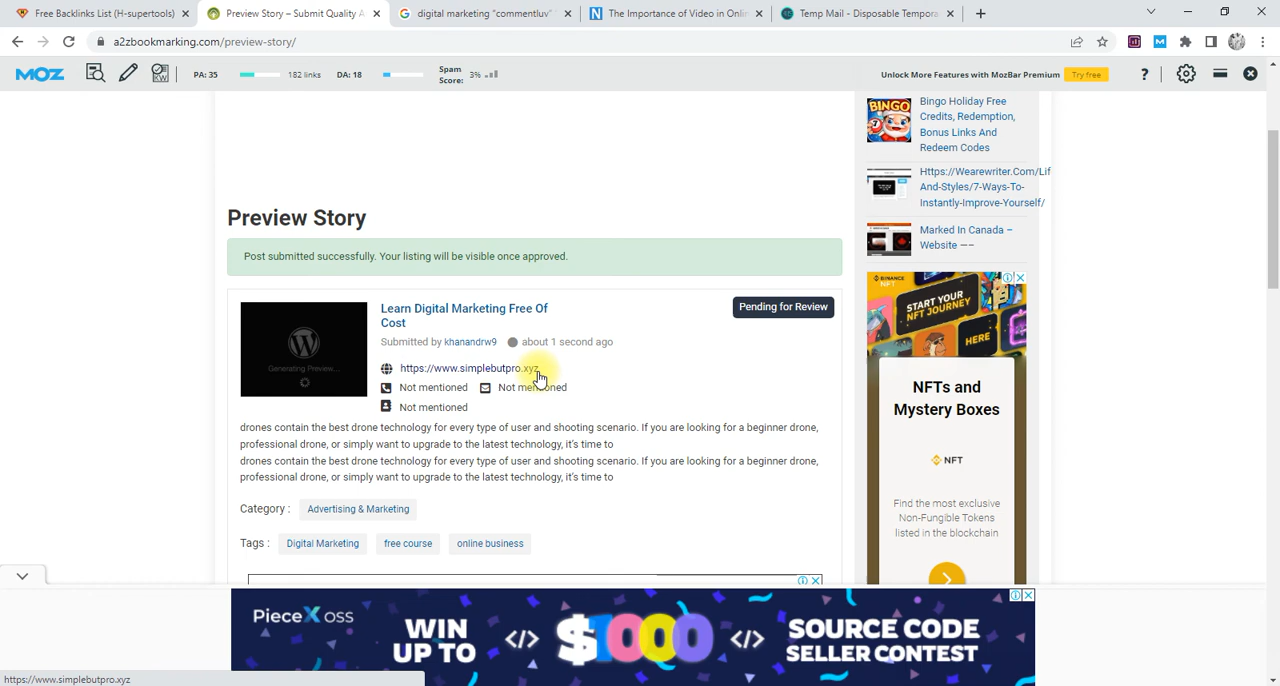 Free Backlinks List (H-supertools)
Preview Story – Submit Quality A
digital marketing "commentluv"
The Importance of Video in Onlin
Temp Mail - Disposable Tempora
a2zbookmarking.com/preview-story/
MOZ
PA: 35
182 links
DA: 18
Spam
Score:
3%
Unlock More Features with MozBar Premium
Try free
Preview Story
Post submitted successfully. Your listing will be visible once approved.
Generating Preview...
Learn Digital Marketing Free Of
Cost
Pending for Review
Submitted by khanandrw9
about 1 second ago
https://www.simplebutpro.xyz
Not mentioned
Not mentioned
Not mentioned
drones contain the best drone technology for every type of user and shooting scenario. If you are looking for a beginner drone,
professional drone, or simply want to upgrade to the latest technology, it's time to
drones contain the best drone technology for every type of user and shooting scenario. If you are looking for a beginner drone,
professional drone, or simply want to upgrade to the latest technology, it's time to
Category :
Advertising & Marketing
Tags :
Digital Marketing
free course
online business
BINGO
Bingo Holiday Free
Credits, Redemption,
Bonus Links And
Redeem Codes
Https://Wearewriter.Com/Lif
And-Styles/7-Ways-To-
Instantly-Improve-Yourself/
Marked In Canada –
Website ––
BINANCE
NFT
START YOUR
NFT JOURNEY
HERE
NFTs and
Mystery Boxes
NFT
Find the most exclusive
Non-Fungible Tokens
listed in the blockchain
PieceX oss
WIN
UP TO
</>
$1000
</>
SOURCE CODE
SELLER CONTEST
https://www.simplebutpro.xyz